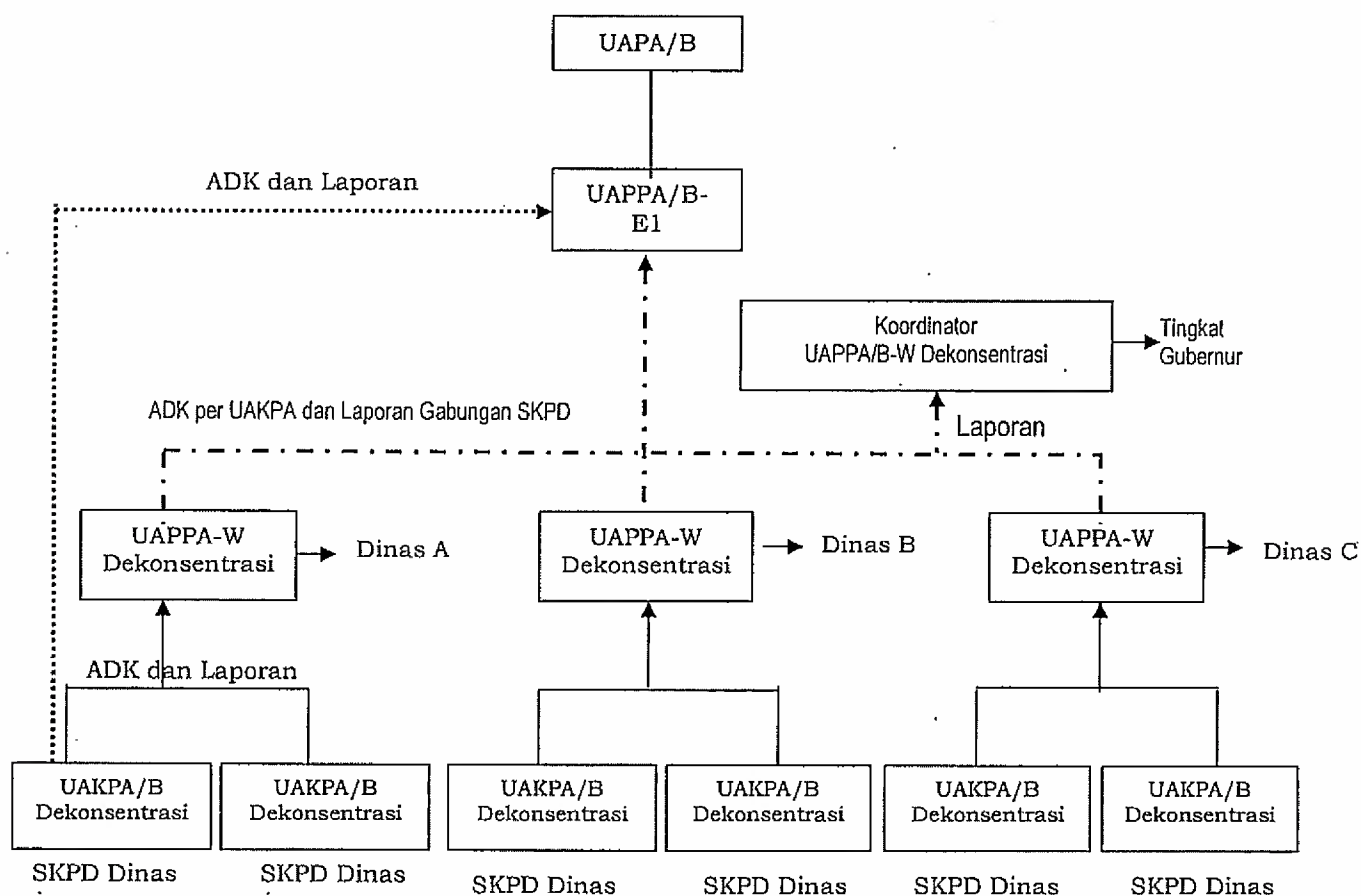 UAPA/B
ADK dan Laporan
UAPPA/B-
E1
Koordinator
UAPPA/B-W Dekonsentrasi
Tingkat
Gubernur
ADK per UAKPA dan Laporan Gabungan SKPD
Laporan
UAPPA-W
Dekonsentrasi
Dinas A
UAPPA-W
Dekonsentrasi
Dinas B
UAPPA-W
Dekonsentrasi
Dinas C
ADK dan Laporan
UAKPA/B
Dekonsentrasi
UAKPA/B
Dekonsentrasi
UAKPA/B
Dekonsentrasi
UAKPA/B
Dekonsentrasi
UAKPA/B
Dekonsentrasi
UAKPA/B
Dekonsentrasi
SKPD Dinas
SKPD Dinas
SKPD Dinas
SKPD Dinas
SKPD Dinas
SKPD Dinas